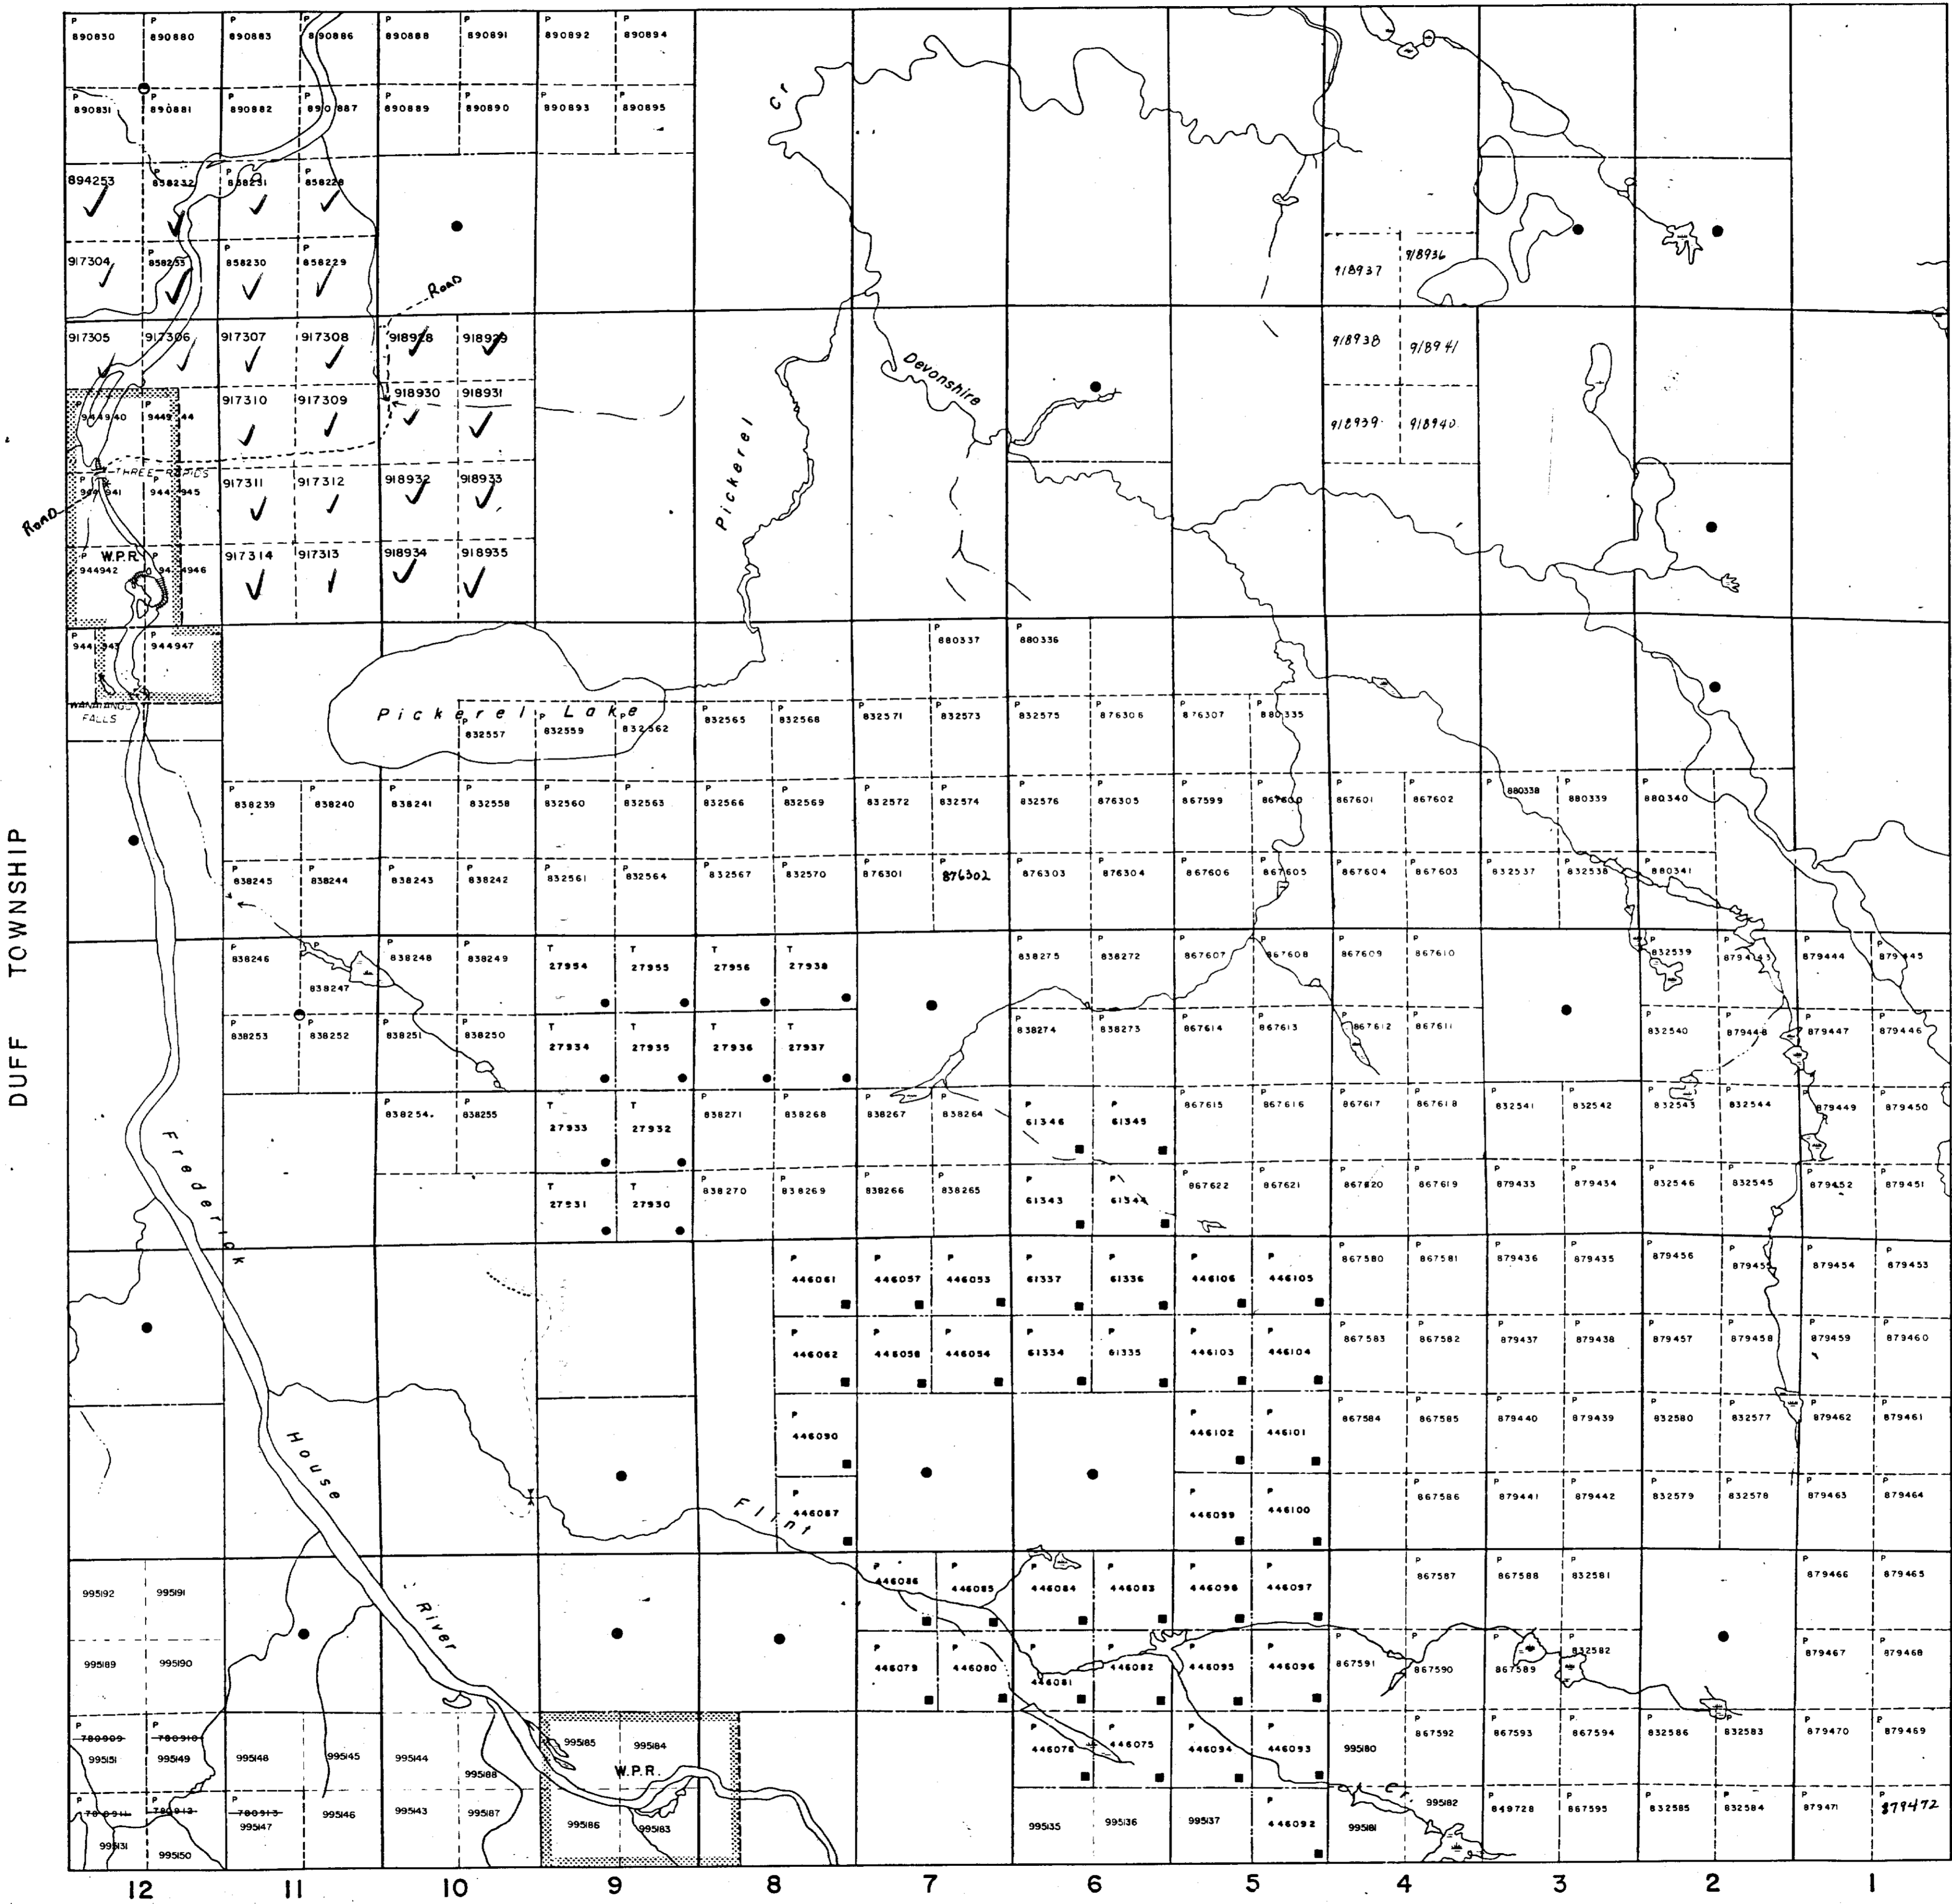 P 890830 P 890880 P 890883 P 890886 P 890888 P 890891 P 890892 P 890894
P 890831 P 890881 P 890882 P 890887 P 890889 P 890890 P 890893 P 890895
Cr
894253 P 858232 P 858231 P 858228
917304 P 858233 P 858230 P 858229
918937 918936
Road
917305 917306 917307 917308 918928 918929
918938 918941
Devonshire
P 944940 P 944944 917310 917309 918930 918931
918939 918940
Pickerel
THREE RAPIDS
P 944941 P 944945 917311 917312 918932 918933
Road
W.P.R.
P 944942 P 944946 917314 917313 918934 918935
P 944943 P 944947
P 880337 P 880336
WANATANGO
FALLS
Pickerel Lake
P 832557 P 832559 P 832562 P 832565 P 832568 P 832571 P 832573 P 832575 P 876306 P 876307 P 880335
P 838239 P 838240 P 838241 P 832558 P 832560 P 832563 P 832566 P 832569 P 832572 P 832574 P 832576 P 876305 P 867599 P 867600 P 867601 P 867602 P 880338 P 880339 P 880340
P 838245 P 838244 P 838243 P 838242 P 832561 P 832564 P 832567 P 832570 P 876301 P 876302 P 876303 P 876304 P 867606 P 867605 P 867604 P 867603 P 832537 P 832538 P 880341
DUFF TOWNSHIP
P 838246 P 838247 P 838248 P 838249 T 27954 T 27955 T 27956 T 27938 P 838275 P 838272 P 867607 P 867608 P 867609 P 867610 P 832539 P 879443 P 879444 P 879445
P 838253 P 838252 P 838251 P 838250 T 27934 T 27935 T 27936 T 27937 P 838274 P 838273 P 867614 P 867613 P 867612 P 867611 P 832540 P 879448 P 879447 P 879446
P 838254 P 838255 T 27933 T 27932 P 838271 P 838268 P 838267 P 838264 P 61346 P 61345 P 867615 P 867616 P 867617 P 867618 P 832541 P 832542 P 832543 P 832544 P 879449 P 879450
T 27931 T 27930 P 838270 P 838269 P 838266 P 838265 P 61343 P 61344 P 867622 P 867621 P 867620 P 867619 P 879433 P 879434 P 832546 P 832545 P 879452 P 879451
Frederick
P 446061 P 446057 P 446053 P 61337 P 61336 P 446106 P 446105 P 867580 P 867581 P 879436 P 879435 P 879456 P 879455 P 879454 P 879453
P 446062 P 446058 P 446054 P 61334 P 61335 P 446103 P 446104 P 867583 P 867582 P 879437 P 879438 P 879457 P 879458 P 879459 P 879460
P 446090 P 446102 P 446101 P 867584 P 867585 P 879440 P 879439 P 832580 P 832577 P 879462 P 879461
House
P 446087 P 446099 P 446100 P 867586 P 879441 P 879442 P 832579 P 832578 P 879463 P 879464
Flint
995192 995191 P 446086 P 446085 P 446084 P 446083 P 446098 P 446097 P 867587 P 867588 P 832581 P 879466 P 879465
River
995189 995190 P 446079 P 446080 P 446081 P 446082 P 446095 P 446096 P 867591 P 867590 P 867589 P 832582 P 879467 P 879468
P 780909 P 780910
995151 995149 995148 995145 995144 995188 995185 995184 P 446076 P 446075 P 446094 P 446093 995180 P 867592 P 867593 P 867594 P 832586 P 832583 P 879470 P 879469
W.P.R.
Cr.
P 780911 P 780912 P 780913
995131 995150 995147 995146 995143 995187 995186 995183 995135 995136 995137 P 446092 995181 995182 P 849728 P 867595 P 832585 P 832584 P 879471 P 879472
12 11 10 9 8 7 6 5 4 3 2 1